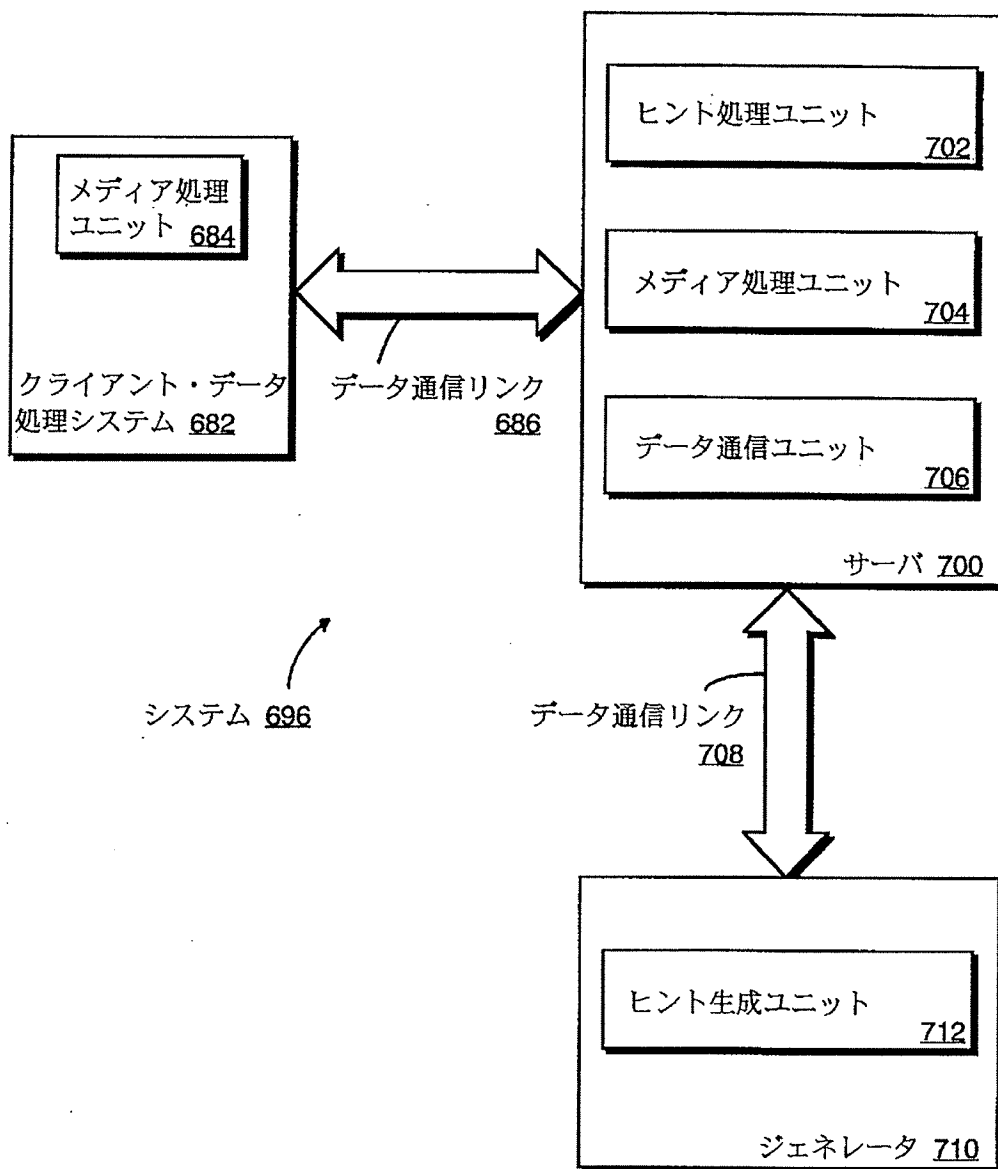 ヒント処理ユニット
702
メディア処理
ユニット 684
メディア処理ユニット
704
クライアント・データ
処理システム 682
データ通信リンク
686
データ通信ユニット
706
サーバ 700
システム 696
データ通信リンク
708
ヒント生成ユニット
712
ジェネレータ 710